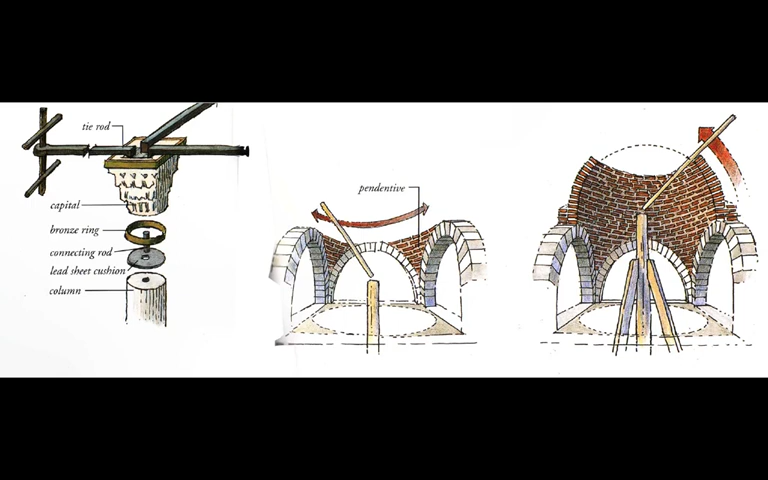 tie rod
capital
bronze ring
connecting rod
lead sheet cushion
column
pendentive